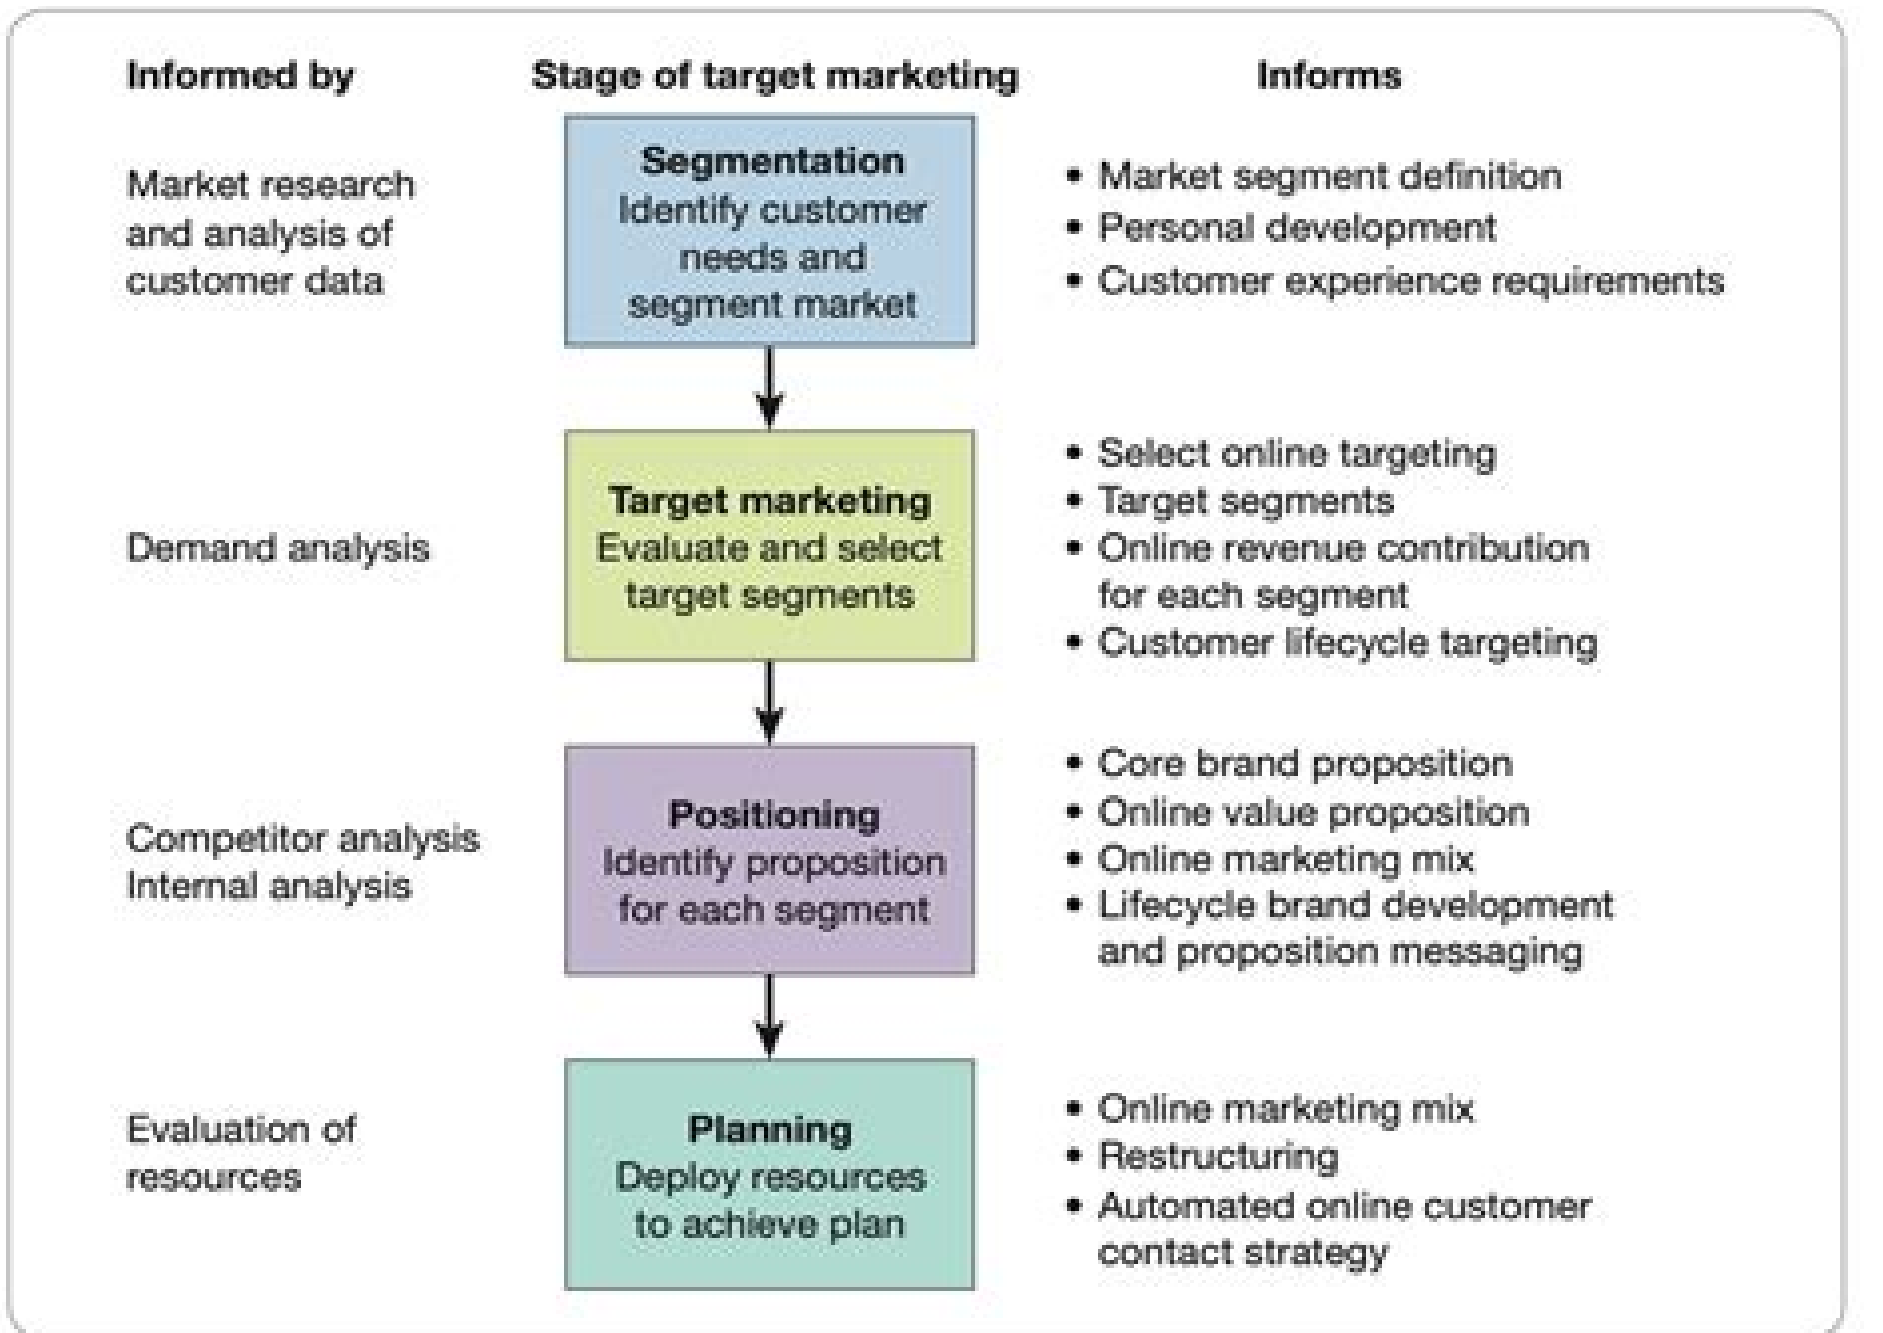 Informed by
Stage of target marketing
Informs
Market research
and analysis of
customer data
Segmentation
Identify customer
needs and
segment market
• Market segment definition
• Personal development
• Customer experience requirements
Demand analysis
Target marketing
Evaluate and select
target segments
• Select online targeting
• Target segments
• Online revenue contribution
for each segment
• Customer lifecycle targeting
Competitor analysis
Internal analysis
Positioning
Identify proposition
for each segment
• Core brand proposition
• Online value proposition
• Online marketing mix
• Lifecycle brand development
and proposition messaging
Evaluation of
resources
Planning
Deploy resources
to achieve plan
• Online marketing mix
• Restructuring
• Automated online customer
contact strategy